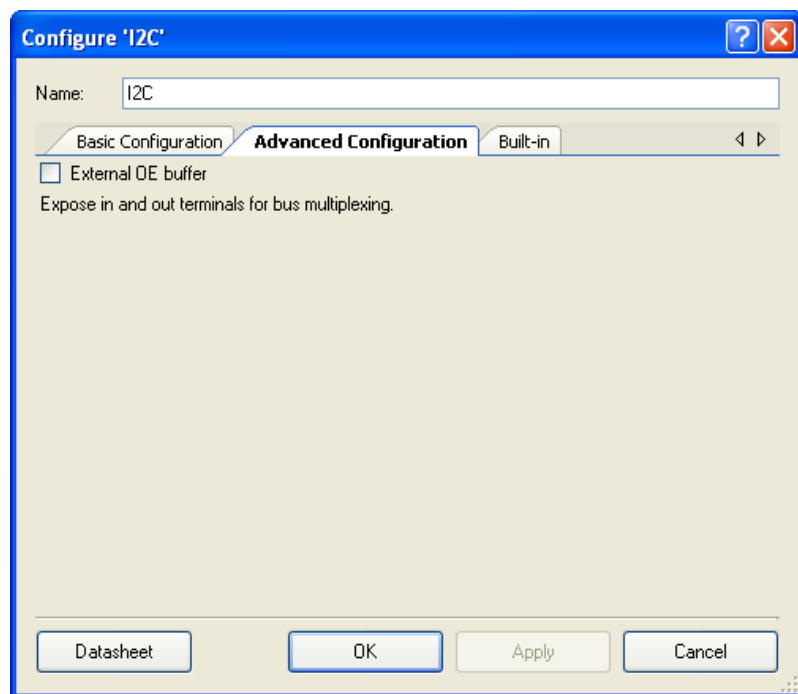 Configure 'I2C'
Name: I2C
Basic Configuration Advanced Configuration Built-in
External OE buffer
Expose in and out terminals for bus multiplexing.
Datasheet OK Apply Cancel